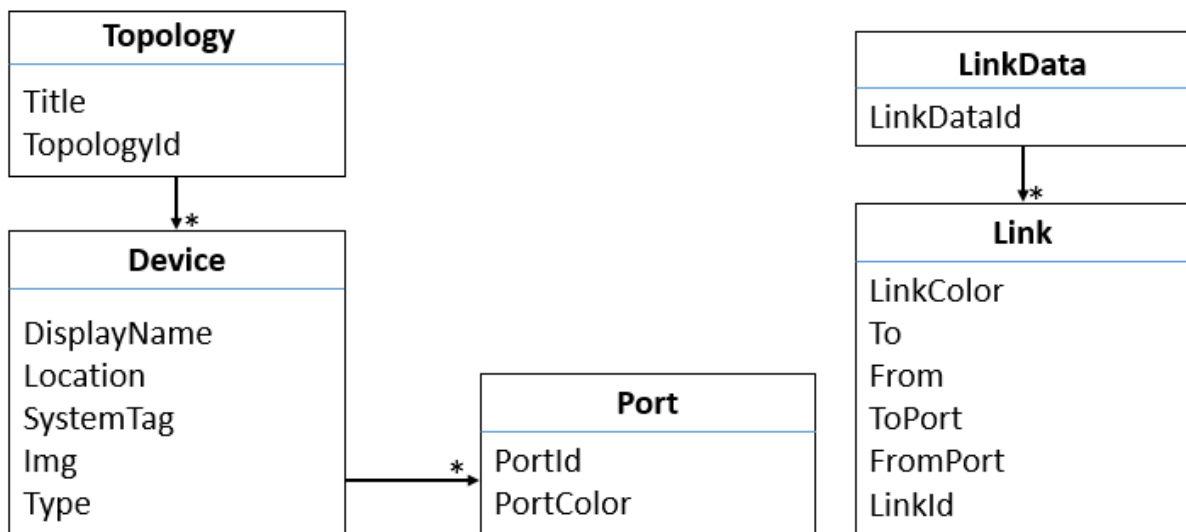 Topology
Title
TopologyId
*
Device
DisplayName
Location
SystemTag
Img
Type
*
Port
PortId
PortColor
LinkData
LinkDataId
*
Link
LinkColor
To
From
ToPort
FromPort
LinkId